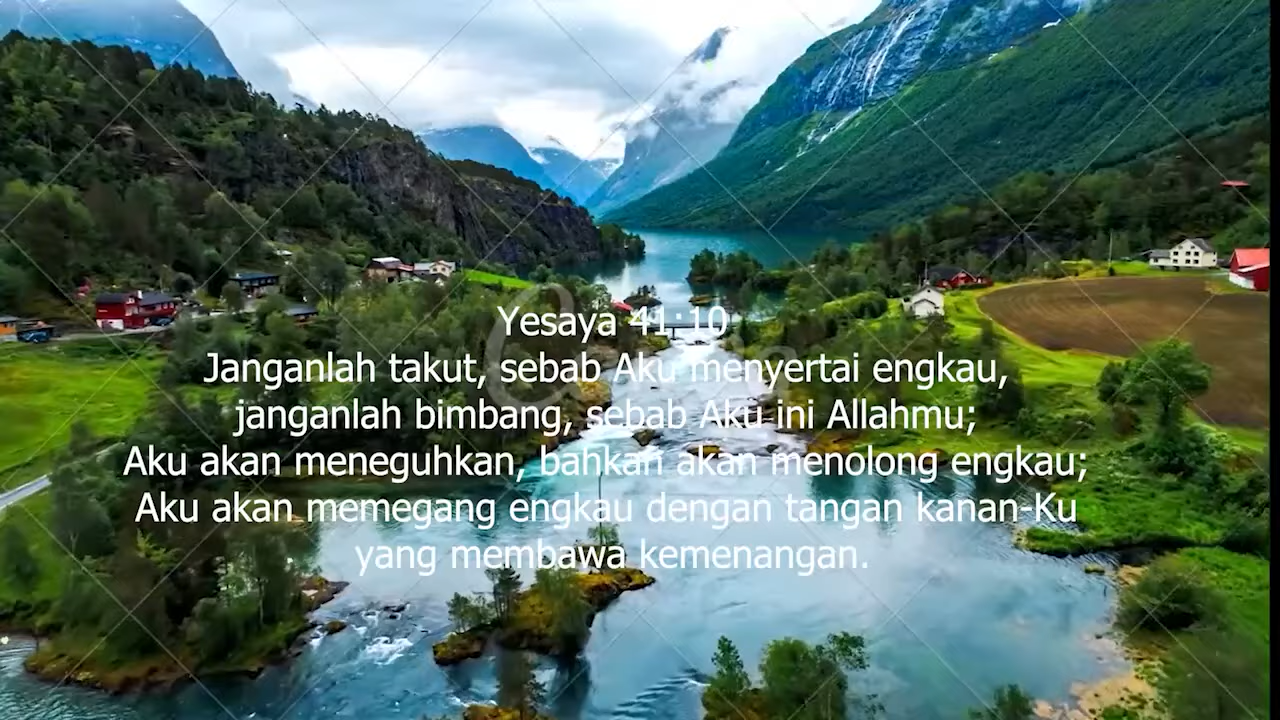 Yesaya 41:10
Janganlah takut, sebab Aku menyertai engkau,
janganlah bimbang, sebab Aku ini Allahmu;
Aku akan meneguhkan, bahkan akan menolong engkau;
Aku akan memegang engkau dengan tangan kanan-Ku
yang membawa kemenangan.